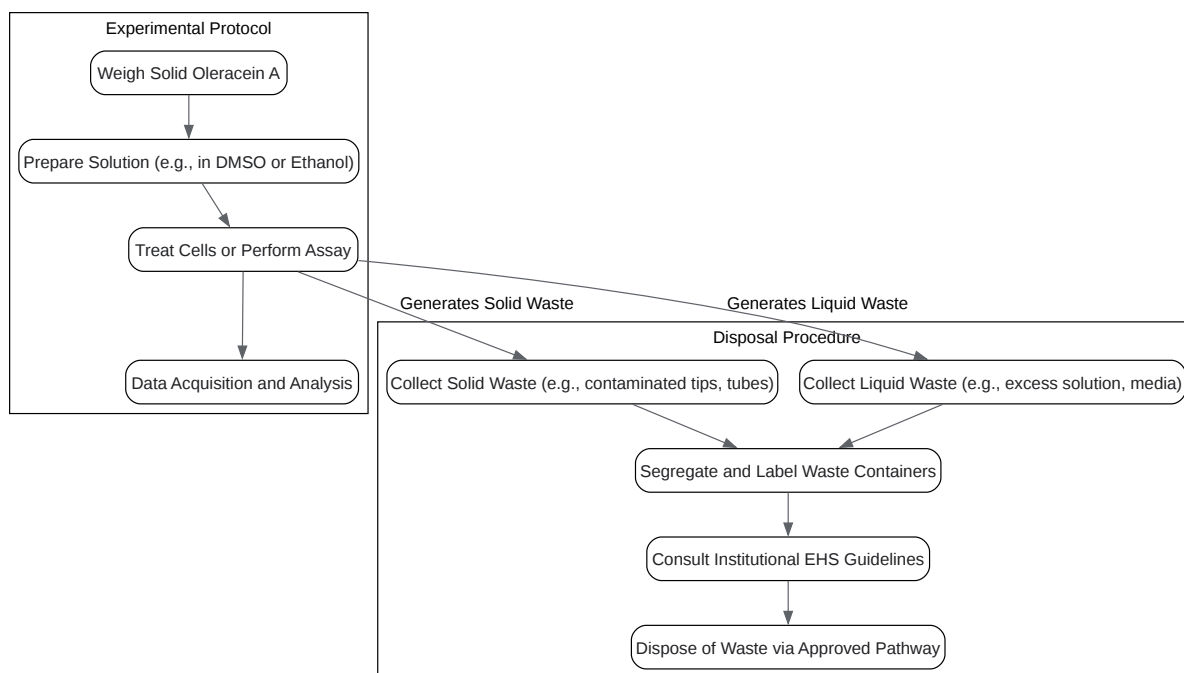 Experimental Protocol
Weigh Solid Oleracein A
Prepare Solution (e.g., in DMSO or Ethanol)
Treat Cells or Perform Assay
Generates Solid Waste
Generates Liquid Waste
Disposal Procedure
Data Acquisition and Analysis
Collect Solid Waste (e.g., contaminated tips, tubes)
Collect Liquid Waste (e.g., excess solution, media)
Segregate and Label Waste Containers
Consult Institutional EHS Guidelines
Dispose of Waste via Approved Pathway